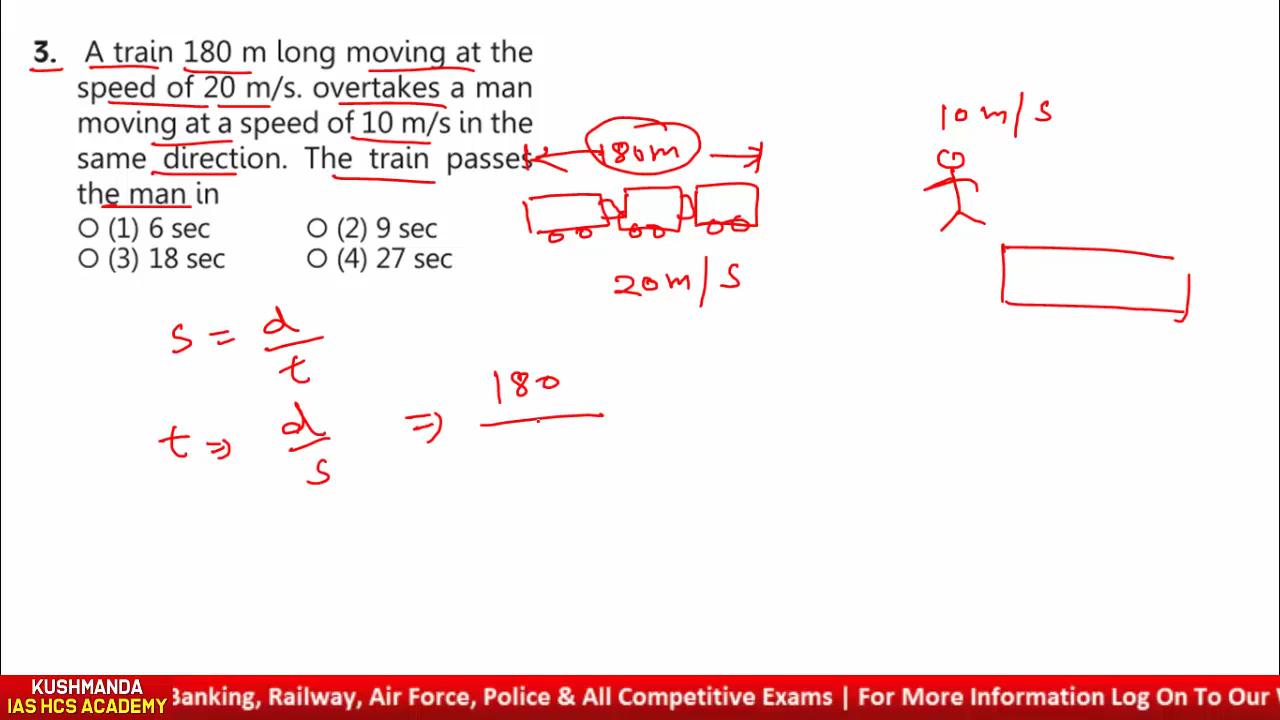 3. A train 180 m long moving at the
speed of 20 m/s. overtakes a man
moving at a speed of 10 m/s in the
same direction. The train passes
the man in
(1) 6 sec (2) 9 sec
(3) 18 sec (4) 27 sec
180m
10 m/s
20 m/s
s = d/t
t ⇒ d/s ⇒ 180
KUSHMANDA
IAS HCS ACADEMY
Banking, Railway, Air Force, Police & All Competitive Exams | For More Information Log On To Our